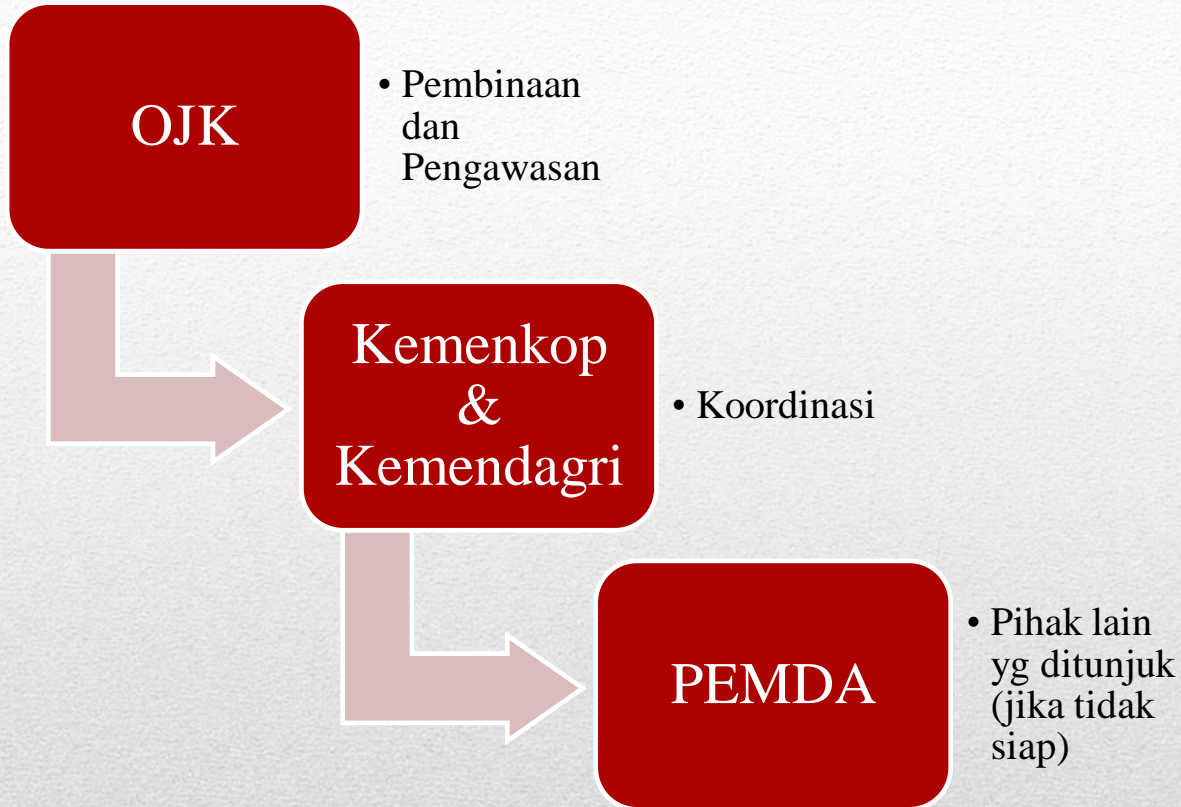 OJK
• Pembinaan
dan
Pengawasan
Kemenkop
&
Kemendagri
• Koordinasi
PEMDA
• Pihak lain
yg ditunjuk
(jika tidak
siap)